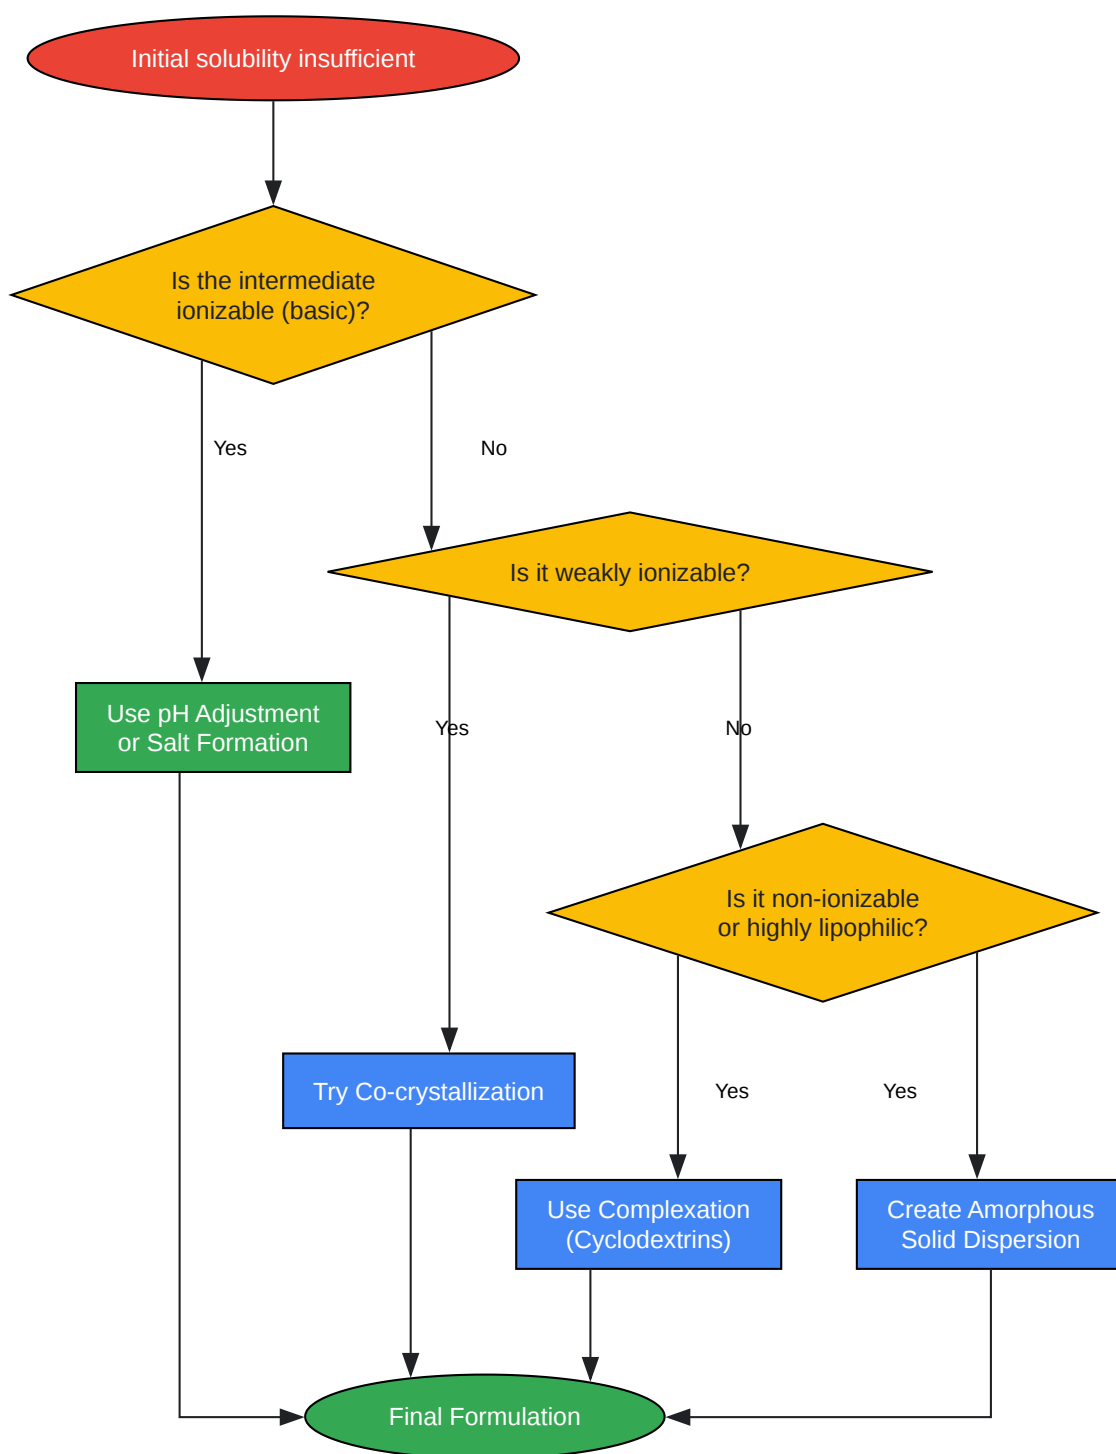 Initial solubility insufficient
Is the intermediate
ionizable (basic)?
Yes
No
Is it weakly ionizable?
Use pH Adjustment
or Salt Formation
Yes
No
Is it non-ionizable
or highly lipophilic?
Try Co-crystallization
Yes
Yes
Use Complexation
(Cyclodextrins)
Create Amorphous
Solid Dispersion
Final Formulation